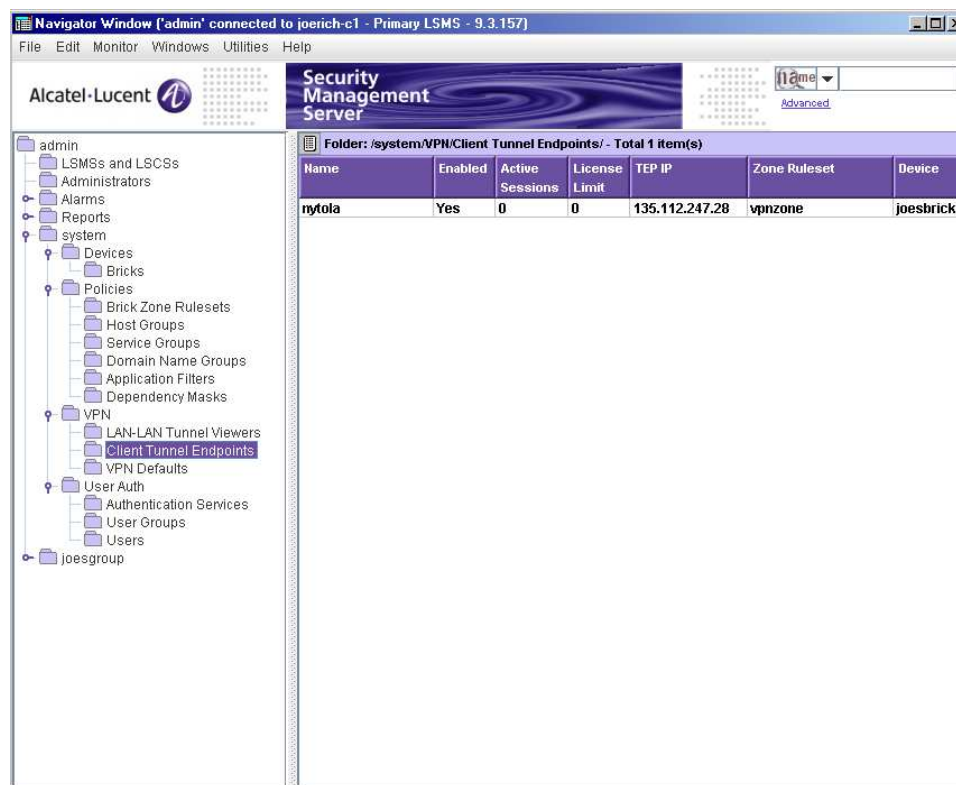 Navigator Window ('admin' connected to joerich-c1 - Primary LSMS - 9.3.157)
File Edit Monitor Windows Utilities Help
Alcatel·Lucent
Security
Management
Server
name
Advanced
admin
LSMSs and LSCSs
Administrators
Alarms
Reports
system
Devices
Bricks
Policies
Brick Zone Rulesets
Host Groups
Service Groups
Domain Name Groups
Application Filters
Dependency Masks
VPN
LAN-LAN Tunnel Viewers
Client Tunnel Endpoints
VPN Defaults
User Auth
Authentication Services
User Groups
Users
joesgroup
Folder: /system/VPN/Client Tunnel Endpoints/ - Total 1 item(s)
Name Enabled Active Sessions License Limit TEP IP Zone Ruleset Device
nytola Yes 0 0 135.112.247.28 vpnzone joesbrick